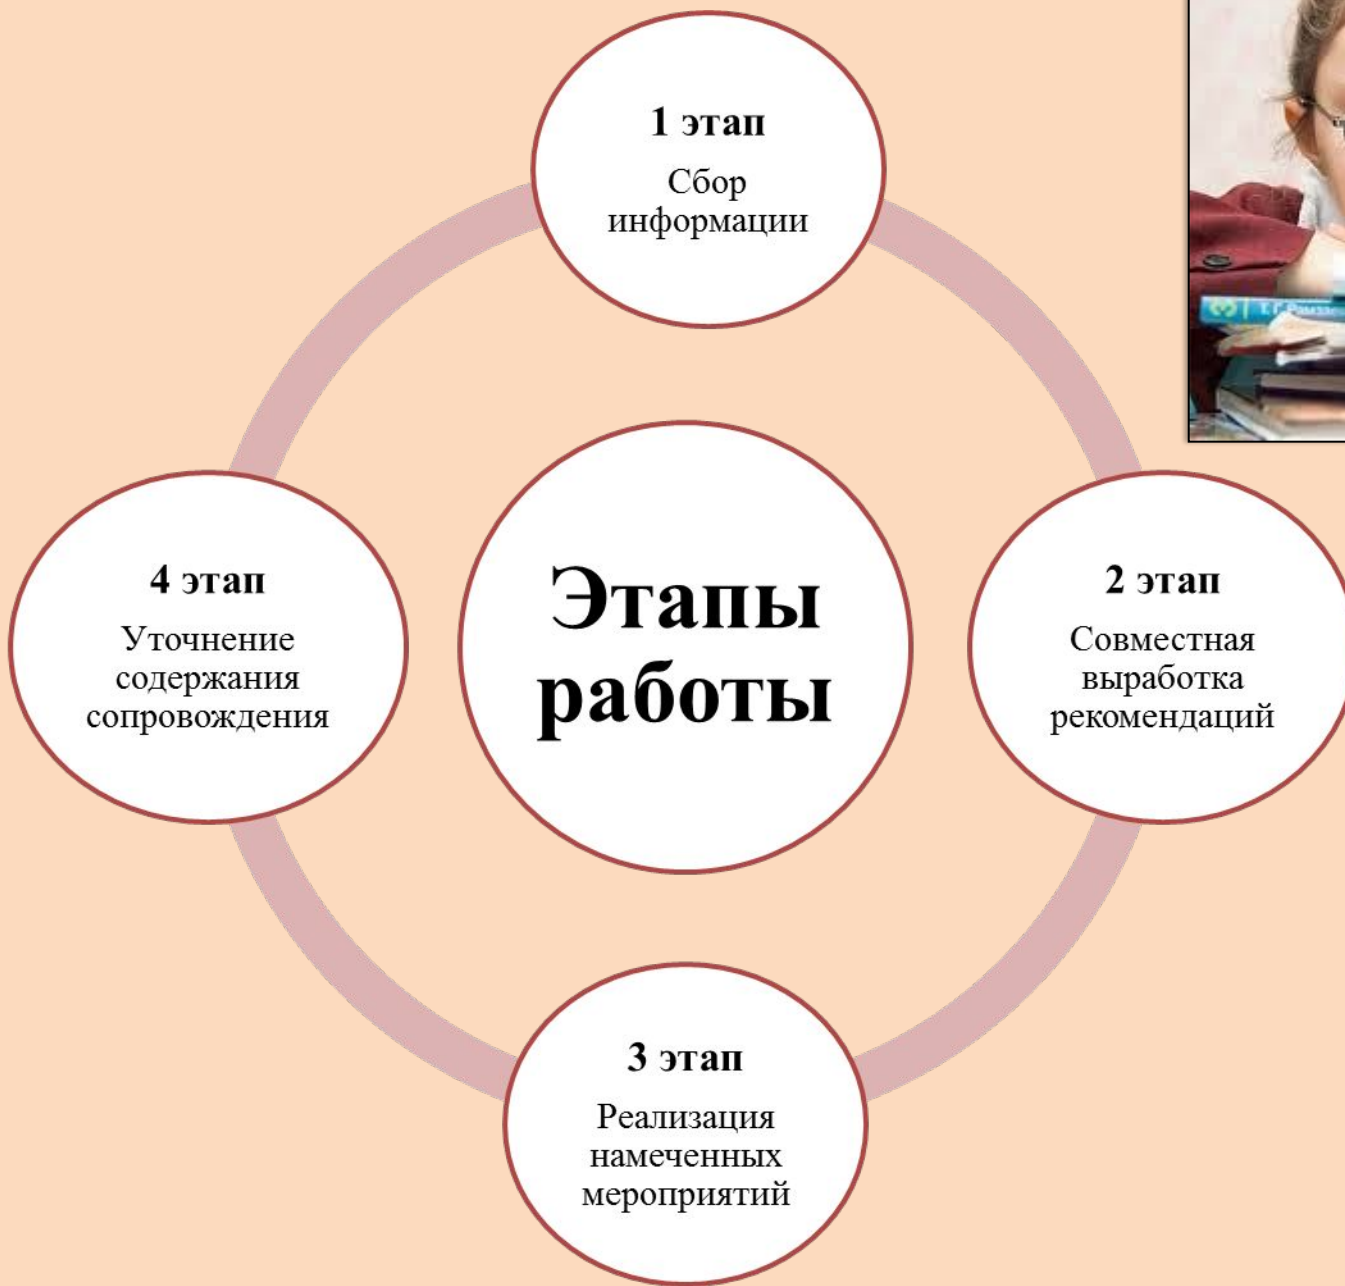 1 этап
Сбор
информации
Этапы
работы
2 этап
Совместная
выработка
рекомендаций
3 этап
Реализация
намеченных
мероприятий
4 этап
Уточнение
содержания
сопровождения
3